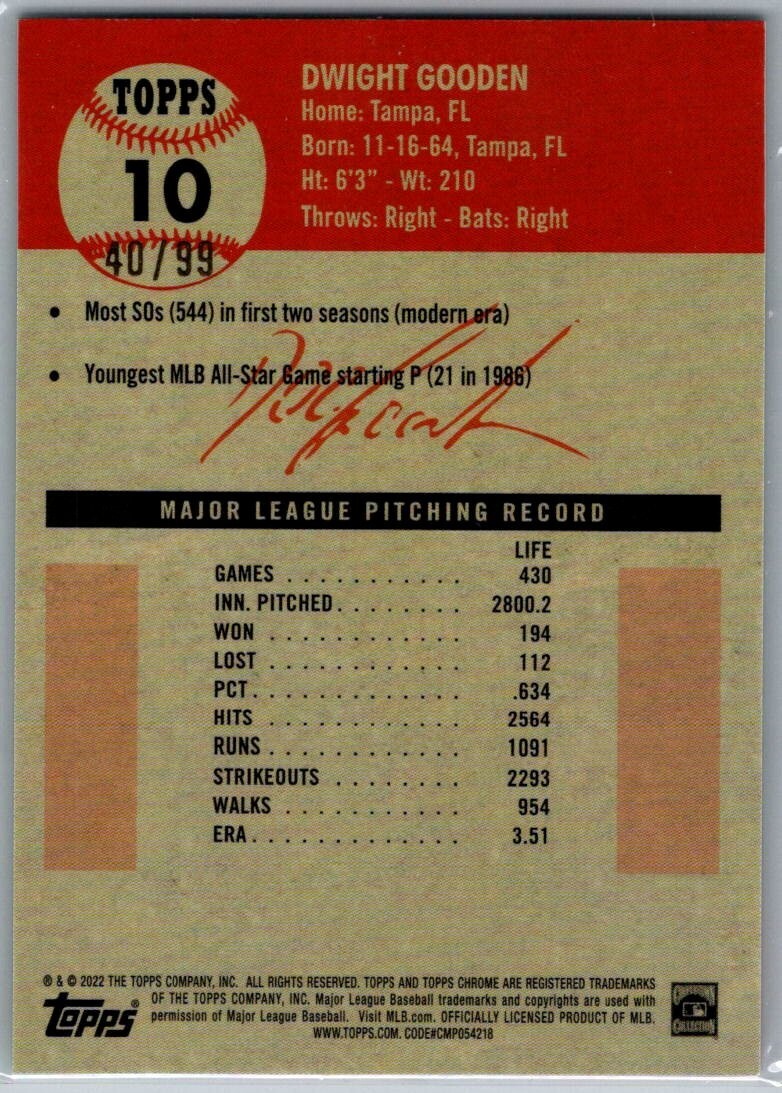 TOPPS
10
40/99
DWIGHT GOODEN
Home: Tampa, FL
Born: 11-16-64, Tampa, FL
Ht: 6'3" - Wt: 210
Throws: Right - Bats: Right
• Most SOs (544) in first two seasons (modern era)
• Youngest MLB All-Star Game starting P (21 in 1986)
MAJOR LEAGUE PITCHING RECORD
LIFE
GAMES . . . . . . . . . . . . 430
INN. PITCHED. . . . . . . . 2800.2
WON . . . . . . . . . . . . . 194
LOST . . . . . . . . . . . . . 112
PCT. . . . . . . . . . . . . . .634
HITS . . . . . . . . . . . . . 2564
RUNS . . . . . . . . . . . . . 1091
STRIKEOUTS . . . . . . . . 2293
WALKS . . . . . . . . . . . 954
ERA. . . . . . . . . . . . . . 3.51
® & © 2022 THE TOPPS COMPANY, INC. ALL RIGHTS RESERVED. TOPPS AND TOPPS CHROME ARE REGISTERED TRADEMARKS
OF THE TOPPS COMPANY, INC. Major League Baseball trademarks and copyrights are used with
permission of Major League Baseball. Visit MLB.com. OFFICIALLY LICENSED PRODUCT OF MLB.
WWW.TOPPS.COM. CODE#CMP054218
Topps®
COLLECTION